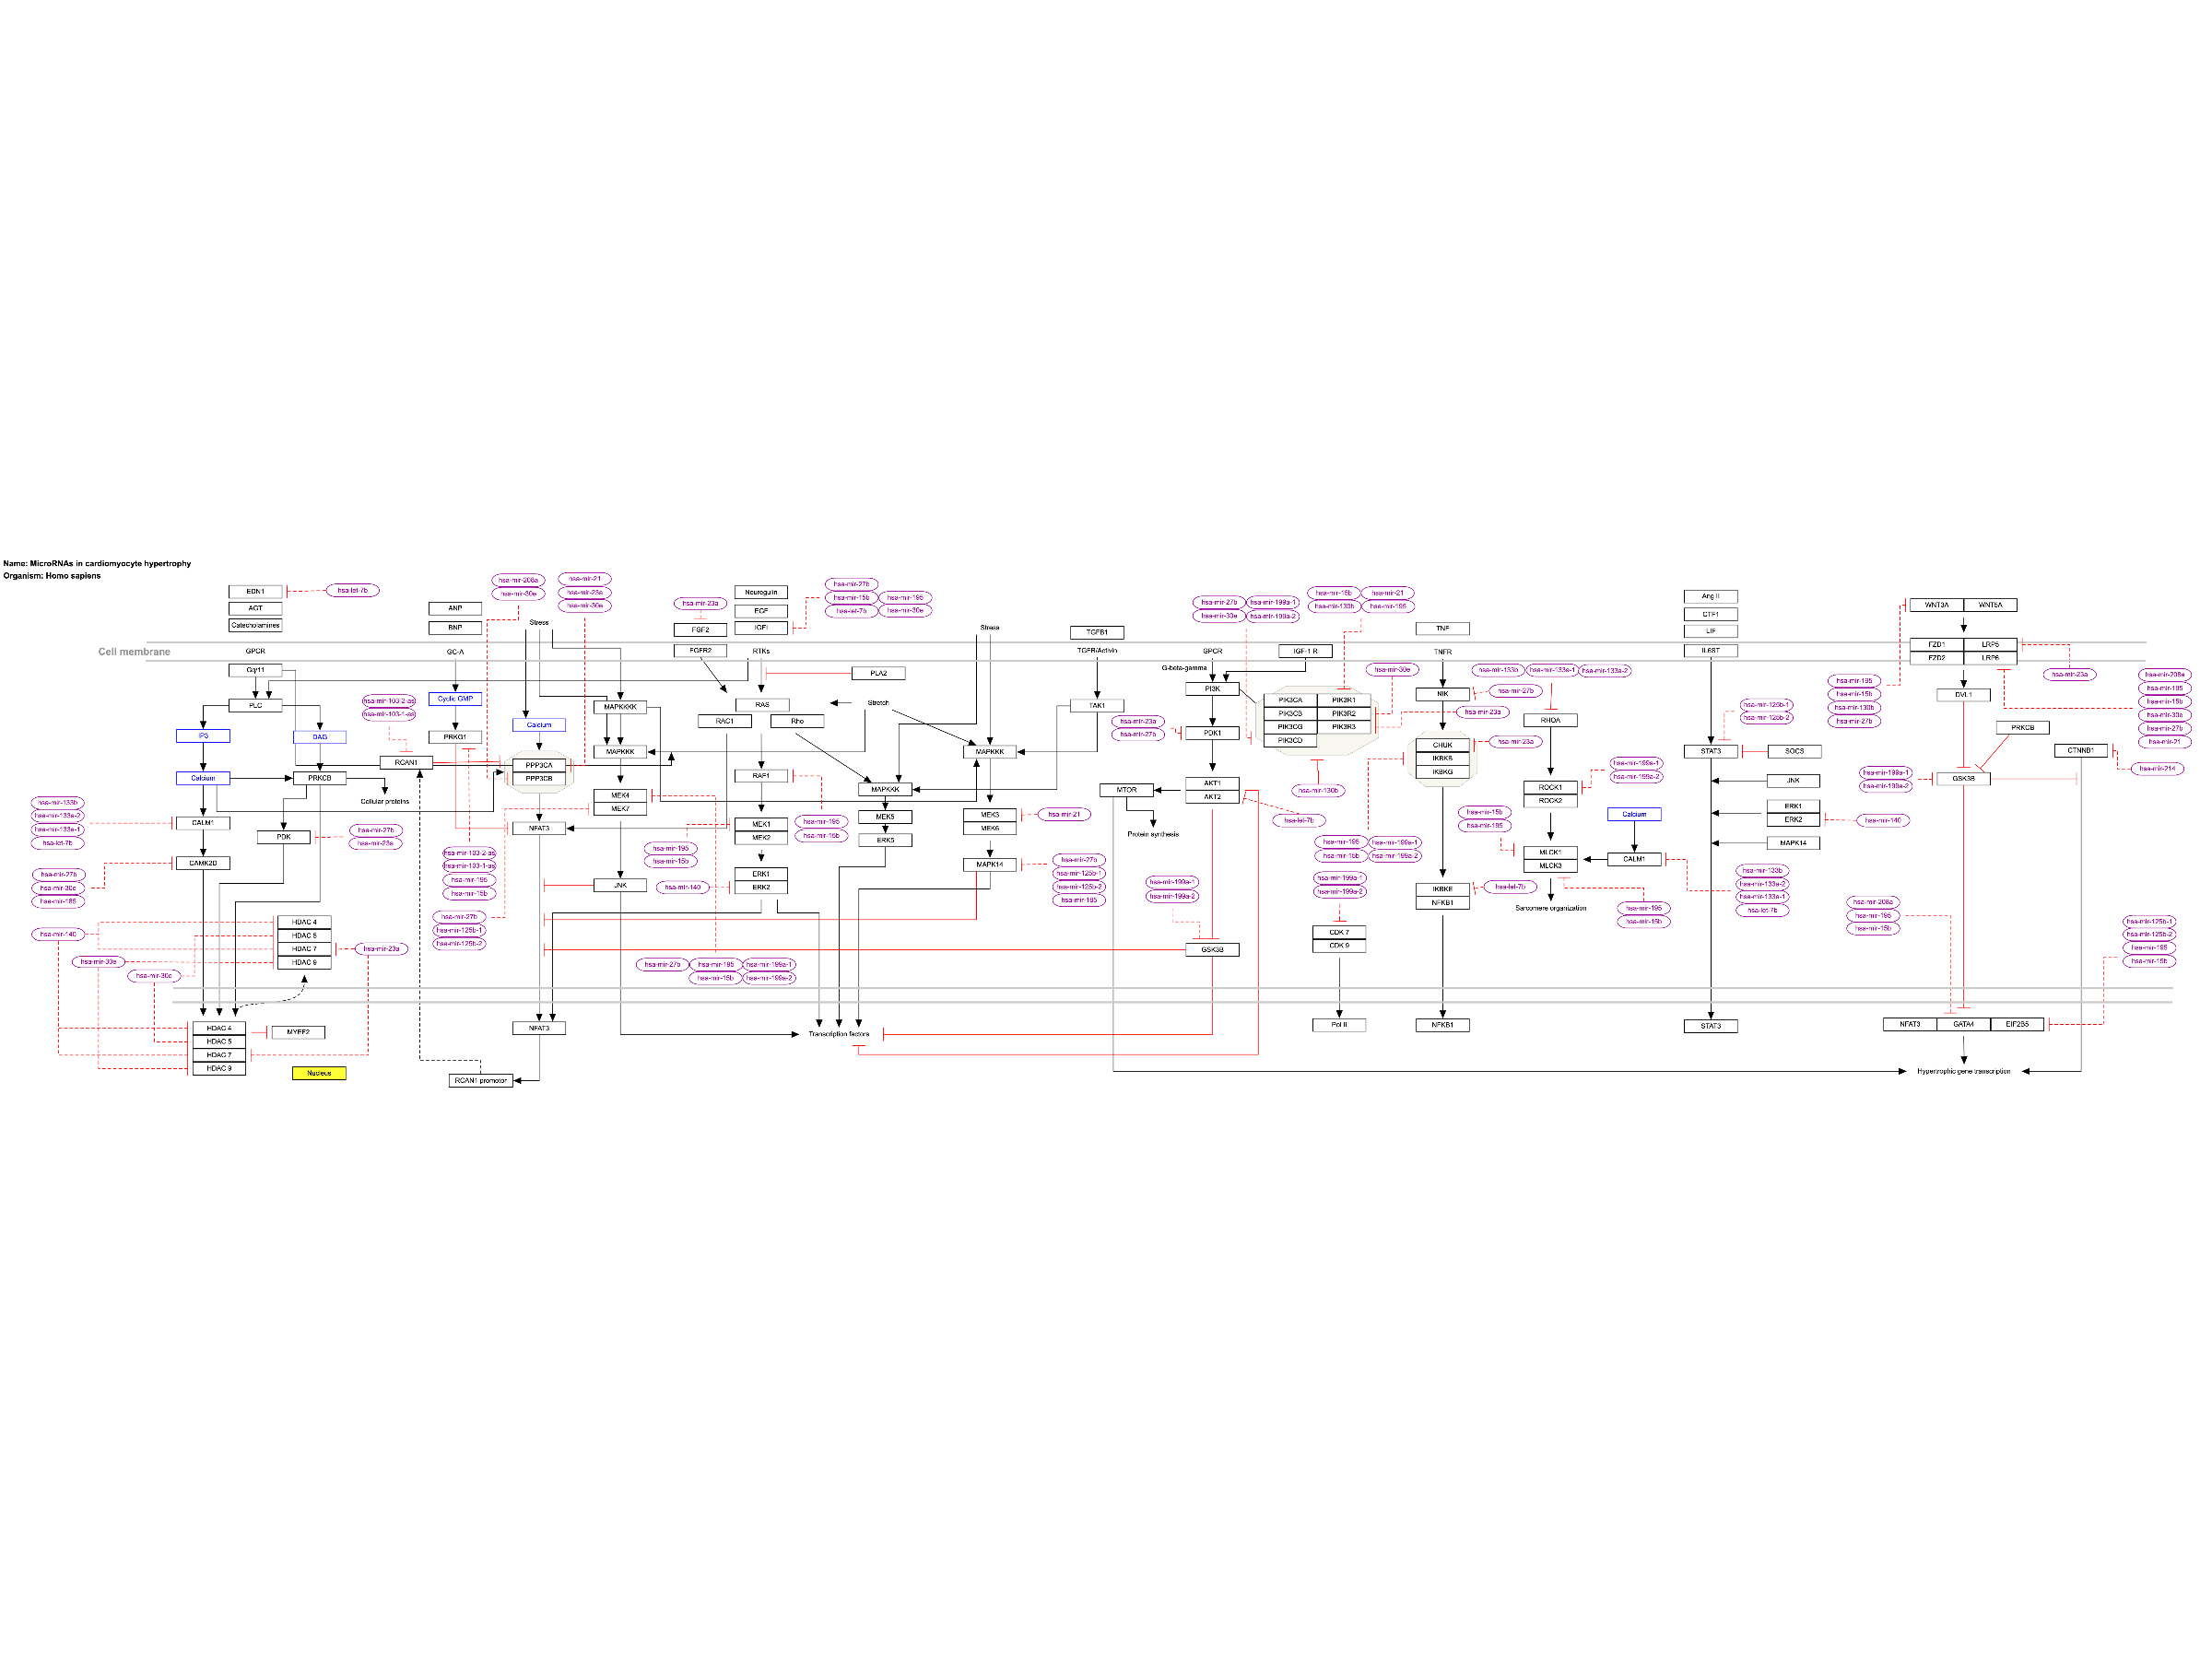 Name: MicroRNAs in cardiomyocyte hypertrophy
Organism: Homo sapiens
EDN1
hsa-let-7b
AGT
Catecholamines
ANP
BNP
hsa-mir-208a
hsa-mir-30e
hsa-mir-21
hsa-mir-23a
hsa-mir-30e
Stress
hsa-mir-23a
FGF2
FGFR2
Neuregulin
EGF
IGFI
hsa-mir-27b
hsa-mir-15b
hsa-mir-195
hsa-let-7b
hsa-mir-30e
Stress
TGFB1
hsa-mir-27b
hsa-mir-199a-1
hsa-mir-30e
hsa-mir-199a-2
hsa-mir-15b
hsa-mir-21
hsa-mir-130b
hsa-mir-195
TNF
Ang II
CTF1
LIF
IL6ST
WNT3A
WNT5A
Cell membrane
GPCR
GC-A
RTKs
TGFR/Activin
GPCR
IGF-1 R
TNFR
FZD1
LRP5
FZD2
LRP6
Gq/11
PLA2
G-beta-gamma
PI3K
hsa-mir-30e
NIK
hsa-mir-27b
hsa-mir-23a
hsa-mir-133b
hsa-mir-133a-1
hsa-mir-133a-2
hsa-mir-23a
hsa-mir-208a
hsa-mir-195
hsa-mir-15b
hsa-mir-30e
hsa-mir-27b
hsa-mir-21
PLC
hsa-mir-103-2-as
hsa-mir-103-1-as
Cyclic GMP
PRKG1
Calcium
MAPKKKK
RAS
RAC1
Rho
Stretch
TAK1
hsa-mir-23a
hsa-mir-27b
PDK1
PIK3CA
PIK3R1
PIK3CB
PIK3R2
PIK3CG
PIK3R3
PIK3CD
RHOA
hsa-mir-125b-1
hsa-mir-125b-2
hsa-mir-195
hsa-mir-15b
hsa-mir-130b
hsa-mir-27b
DVL1
PRKCB
IP3
DAG
RCAN1
PPP3CA
PPP3CB
MAPKKK
MAPKKK
CHUK
IKBKB
IKBKG
hsa-mir-23a
STAT3
SOCS
CTNNB1
hsa-mir-214
Calcium
PRKCB
Cellular proteins
RAF1
MAPKKK
MTOR
AKT1
AKT2
hsa-mir-130b
ROCK1
ROCK2
hsa-mir-199a-1
hsa-mir-199a-2
JNK
hsa-mir-199a-1
hsa-mir-199a-2
GSK3B
hsa-mir-133b
hsa-mir-133a-2
hsa-mir-133a-1
hsa-let-7b
CALM1
PDK
hsa-mir-27b
hsa-mir-23a
MEK4
MEK7
NFAT3
MEK1
MEK2
hsa-mir-195
hsa-mir-15b
MEK5
ERK5
MEK3
MEK6
hsa-mir-21
Protein synthesis
hsa-let-7b
hsa-mir-15b
hsa-mir-195
Calcium
ERK1
ERK2
hsa-mir-140
MAPK14
CAMK2D
hsa-mir-27b
hsa-mir-30e
hsa-mir-185
hsa-mir-103-2-as
hsa-mir-103-1-as
hsa-mir-195
hsa-mir-15b
hsa-mir-195
hsa-mir-15b
hsa-mir-140
JNK
ERK1
ERK2
MAPK14
hsa-mir-27b
hsa-mir-125b-1
hsa-mir-125b-2
hsa-mir-185
hsa-mir-199a-1
hsa-mir-199a-2
hsa-mir-195
hsa-mir-199a-1
hsa-mir-15b
hsa-mir-199a-2
hsa-mir-199a-1
hsa-mir-199a-2
IKBKE
NFKB1
hsa-let-7b
MLCK1
MLCK3
CALM1
Sarcomere organization
hsa-mir-195
hsa-mir-15b
hsa-mir-133b
hsa-mir-133a-2
hsa-mir-133a-1
hsa-let-7b
hsa-mir-208a
hsa-mir-195
hsa-mir-15b
hsa-mir-125b-1
hsa-mir-125b-2
hsa-mir-195
hsa-mir-15b
hsa-mir-140
hsa-mir-30e
hsa-mir-30e
HDAC 4
HDAC 5
HDAC 7
HDAC 9
hsa-mir-23a
hsa-mir-27b
hsa-mir-125b-1
hsa-mir-125b-2
hsa-mir-27b
hsa-mir-195
hsa-mir-199a-1
hsa-mir-15b
hsa-mir-199a-2
GSK3B
CDK 7
CDK 9
HDAC 4
HDAC 5
HDAC 7
HDAC 9
MYEF2
Nucleus
NFAT3
RCAN1 promotor
Transcription factors
Pol II
NFKB1
STAT3
NFAT3
GATA4
EIF2B5
Hypertrophic gene transcription